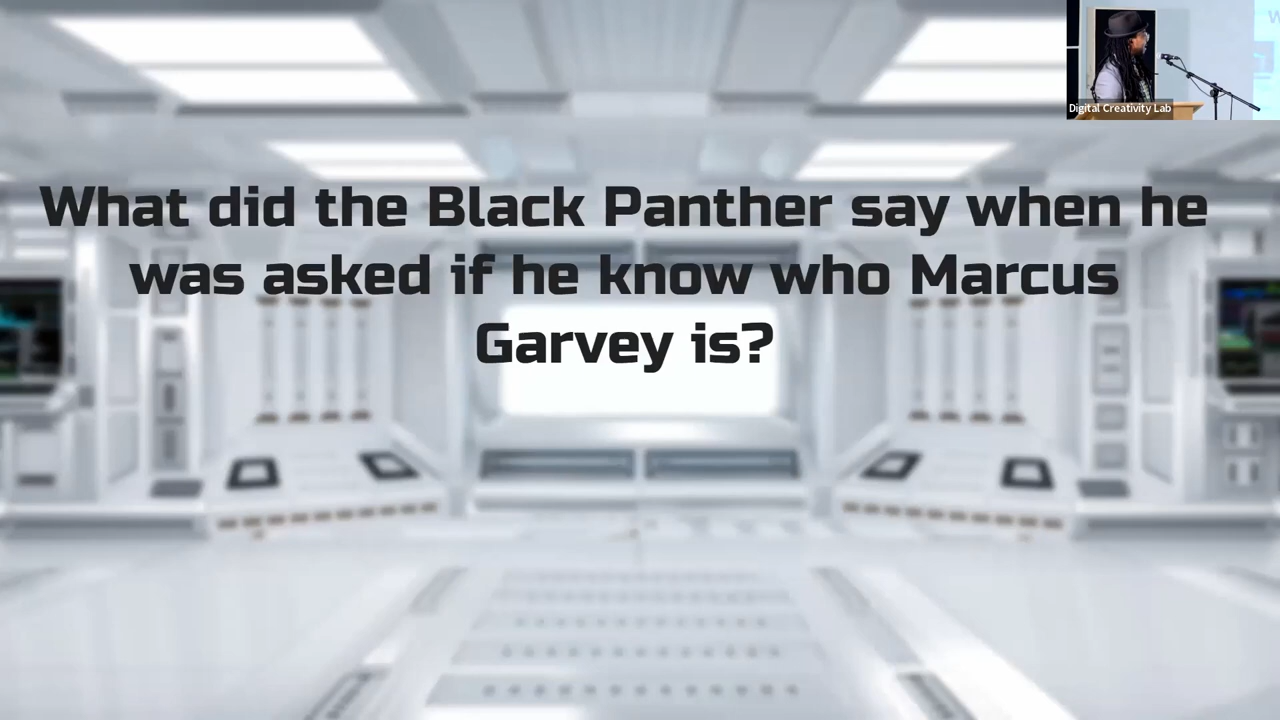 What did the Black Panther say when he
was asked if he know who Marcus
Garvey is?
Digital Creativity Lab